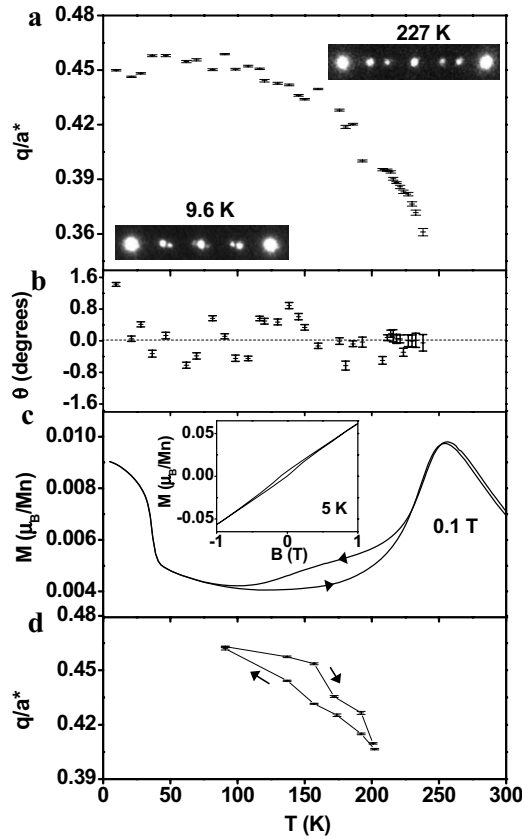 a
0.48
0.45
0.42
0.39
0.36
q/a*
227 K
9.6 K
b
1.6
0.8
0.0
-0.8
-1.6
θ (degrees)
c
0.010
0.008
0.006
0.004
M (μB/Mn)
0.05
0.00
-0.05
M (μB/Mn)
5 K
-1 0 1
B (T)
0.1 T
d
0.48
0.45
0.42
0.39
q/a*
0 50 100 150 200 250 300
T (K)